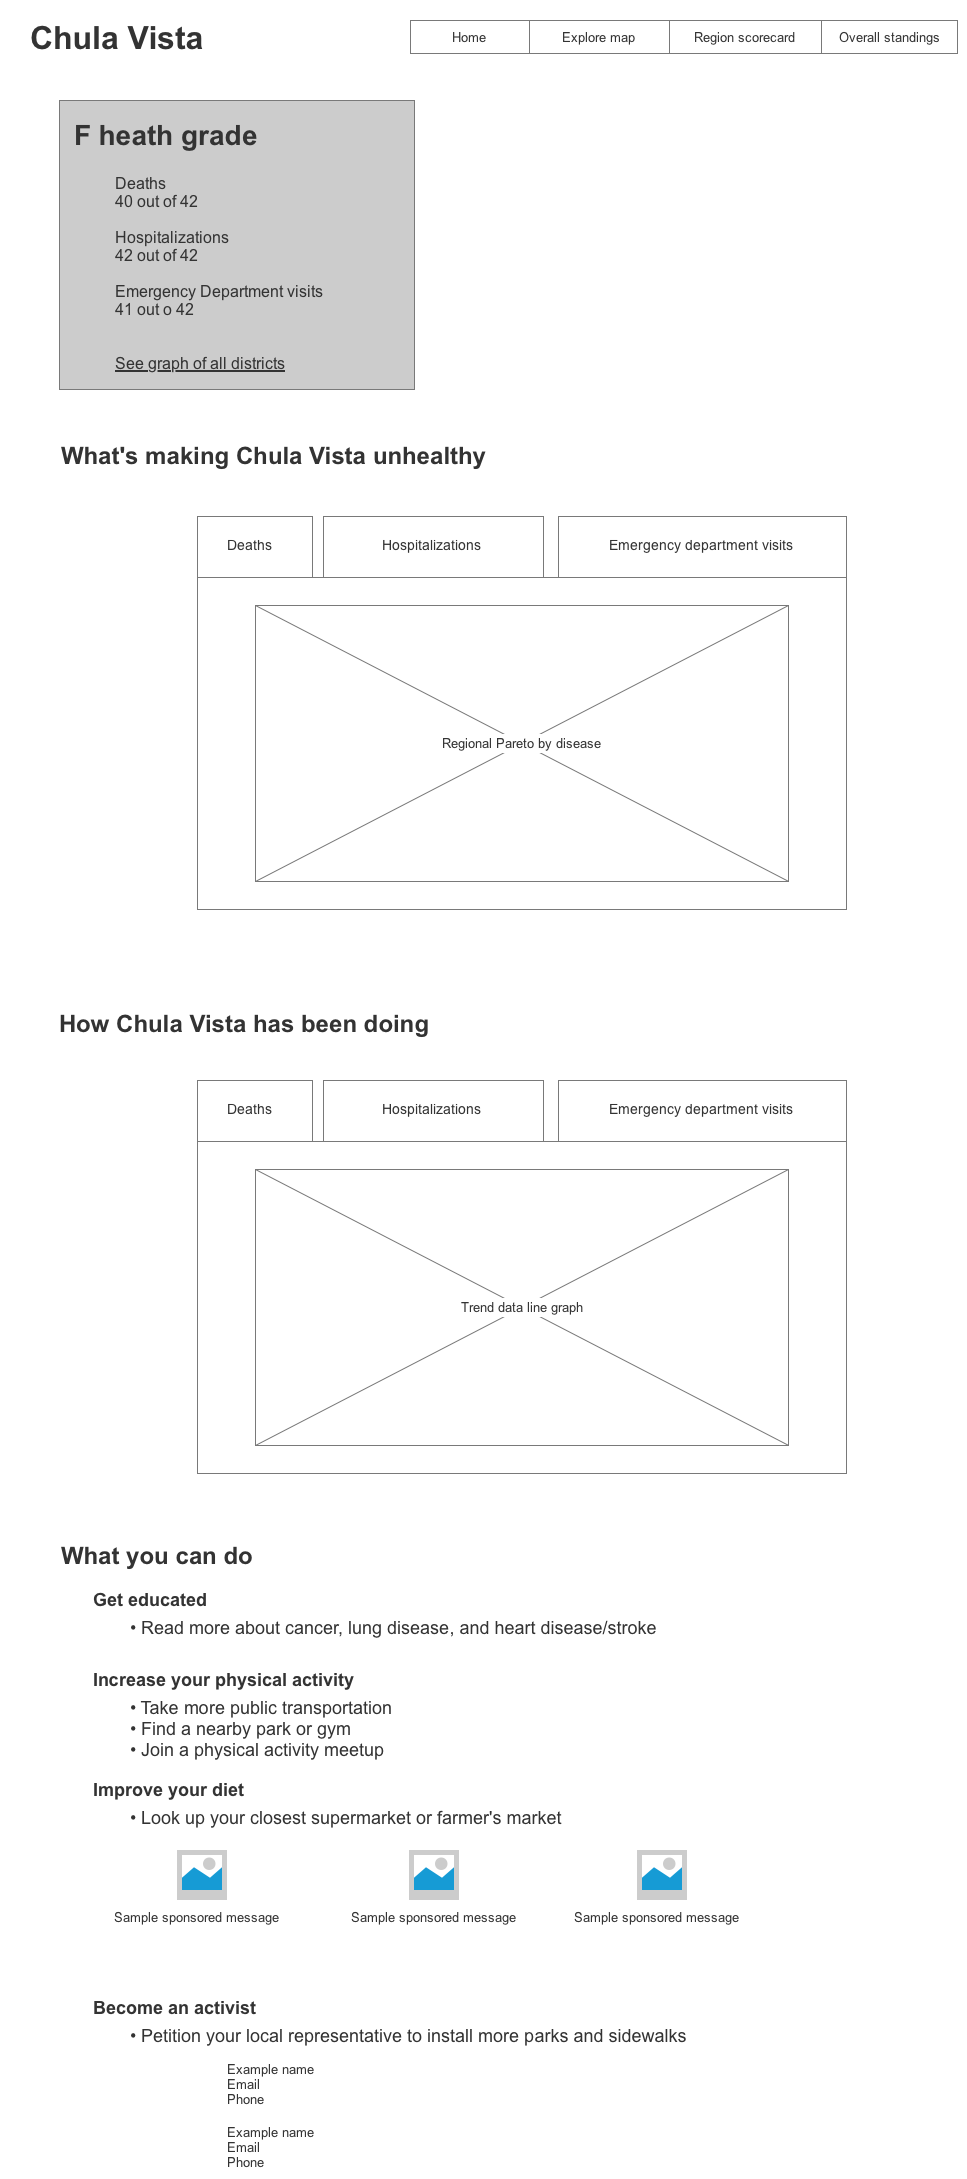 Chula Vista
Home
Explore map
Region scorecard
Overall standings
F heath grade
Deaths
40 out of 42
Hospitalizations
42 out of 42
Emergency Department visits
41 out o 42
See graph of all districts
What's making Chula Vista unhealthy
Deaths
Hospitalizations
Emergency department visits
Regional Pareto by disease
How Chula Vista has been doing
Deaths
Hospitalizations
Emergency department visits
Trend data line graph
What you can do
Get educated
• Read more about cancer, lung disease, and heart disease/stroke
Increase your physical activity
• Take more public transportation
• Find a nearby park or gym
• Join a physical activity meetup
Improve your diet
• Look up your closest supermarket or farmer's market
Sample sponsored message
Sample sponsored message
Sample sponsored message
Become an activist
• Petition your local representative to install more parks and sidewalks
Example name
Email
Phone
Example name
Email
Phone